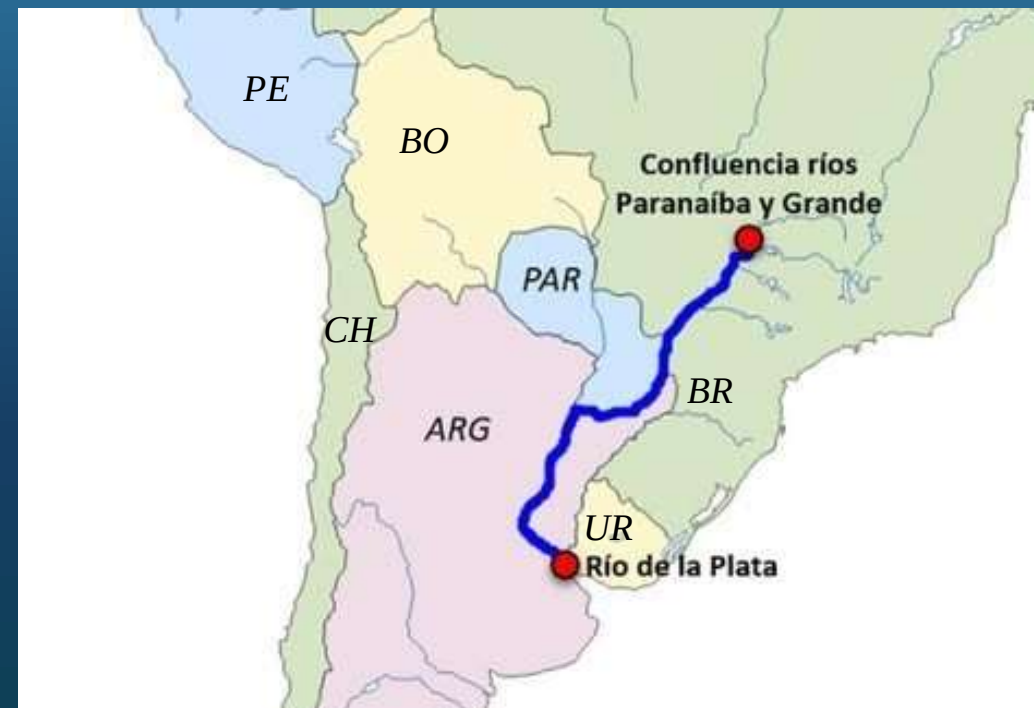 PE
BO
Confluencia ríos
Paranaíba y Grande
PAR
CH
BR
ARG
UR
Río de la Plata